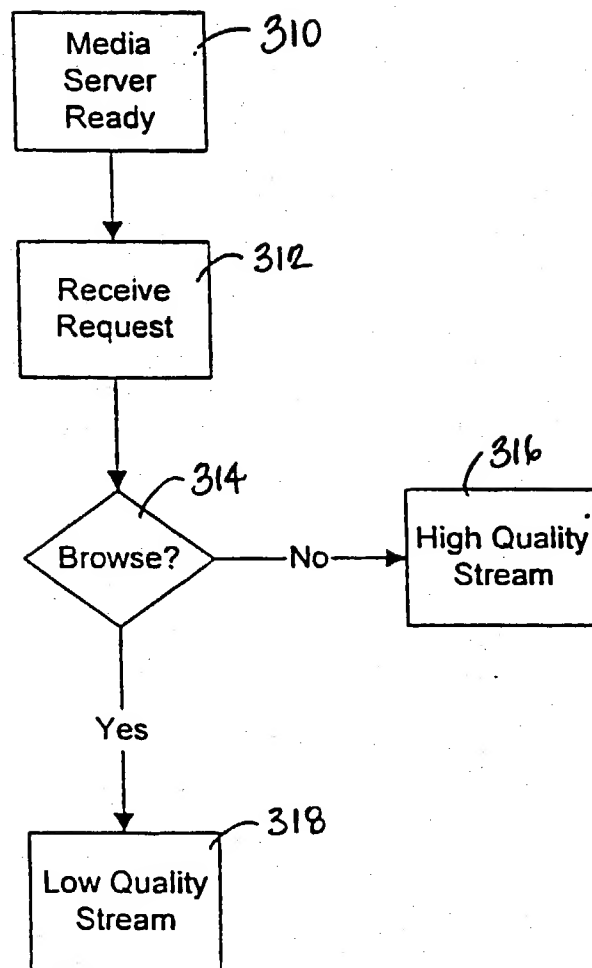 Media
Server
Ready
310
Receive
Request
312
Browse?
314
No
High Quality
Stream
316
Yes
Low Quality
Stream
318